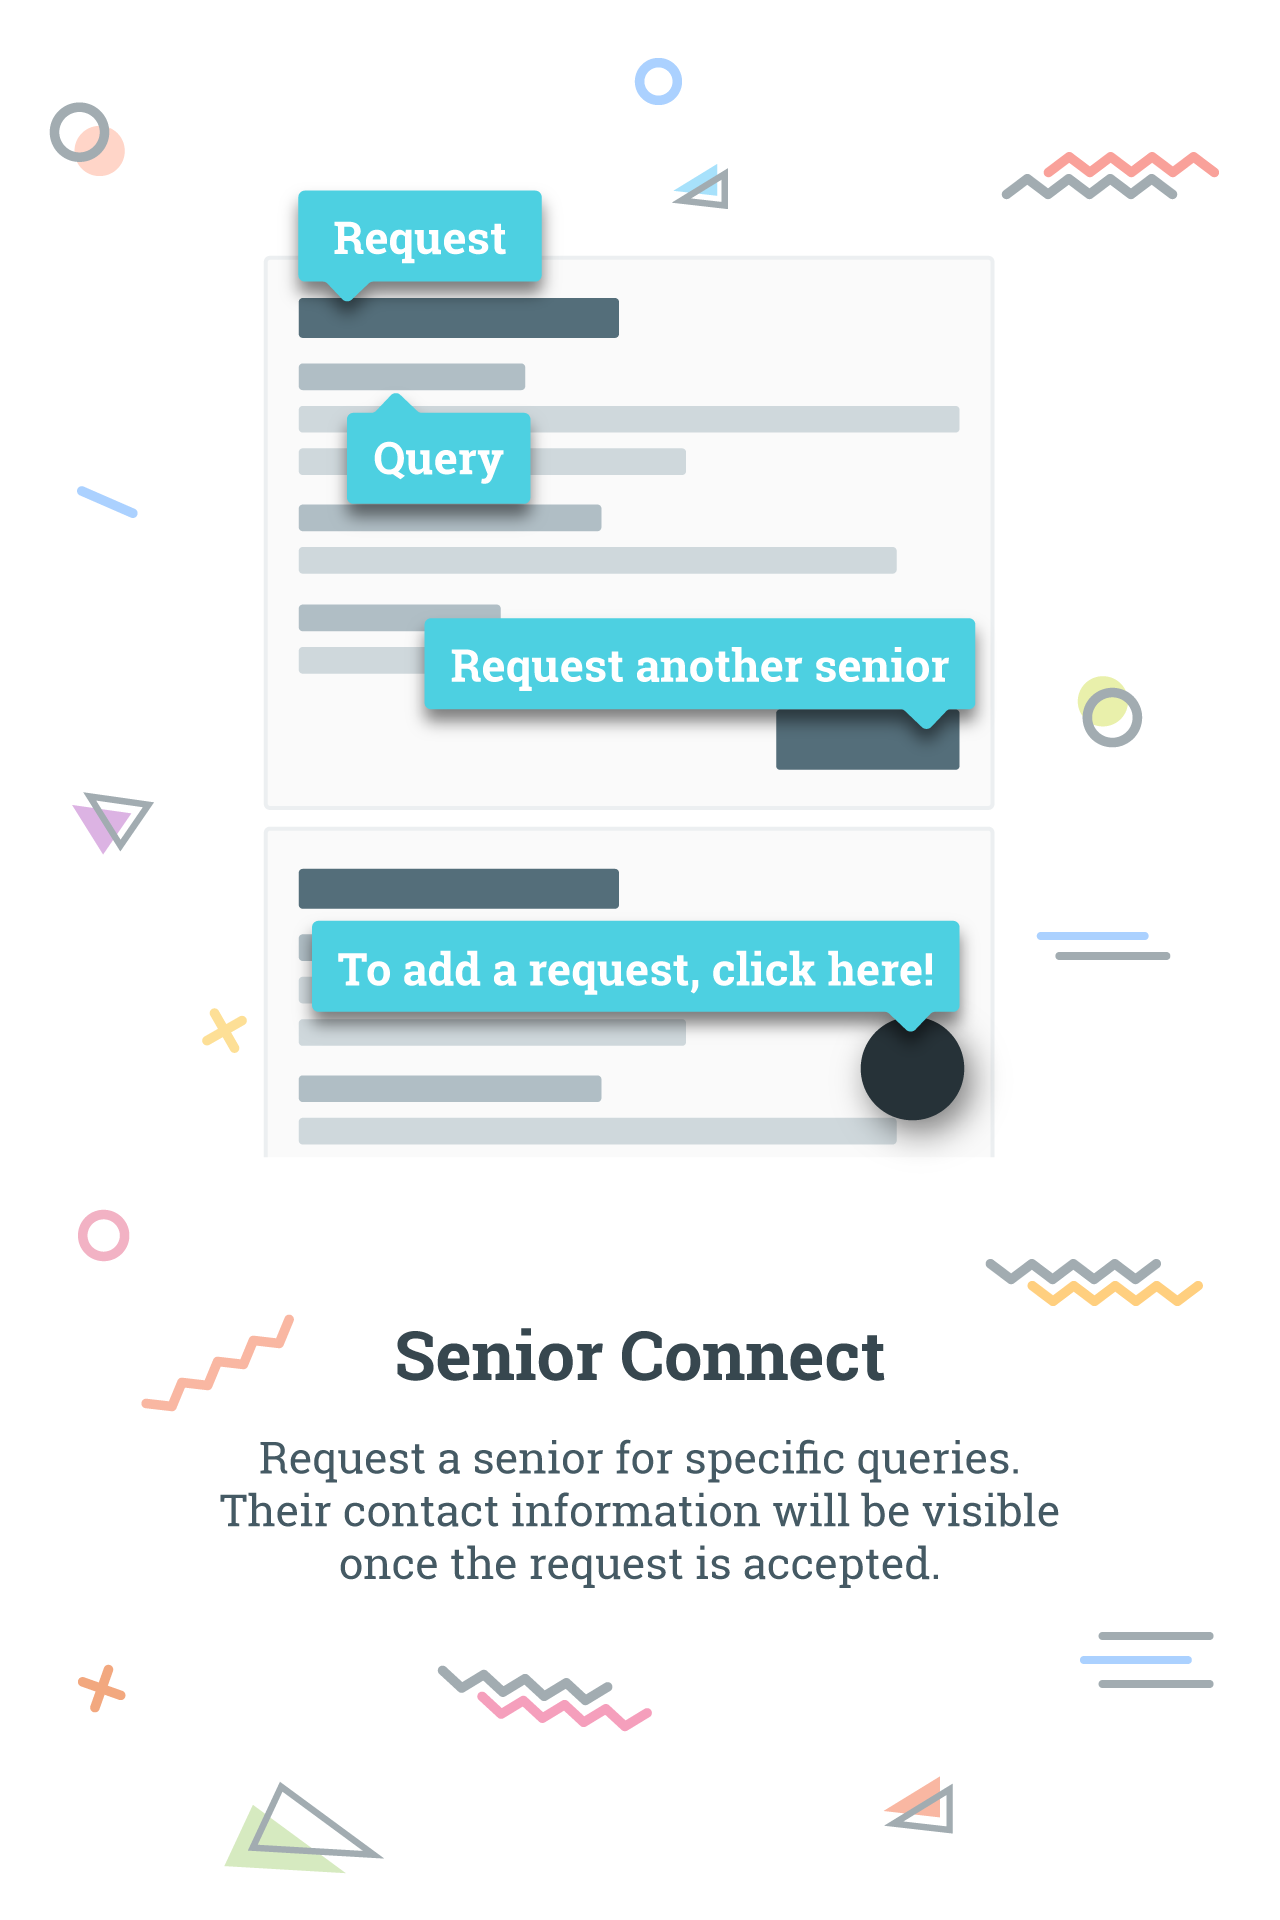 Request
Query
Request another senior
To add a request, click here!
Senior Connect
Request a senior for specific queries.
Their contact information will be visible
once the request is accepted.